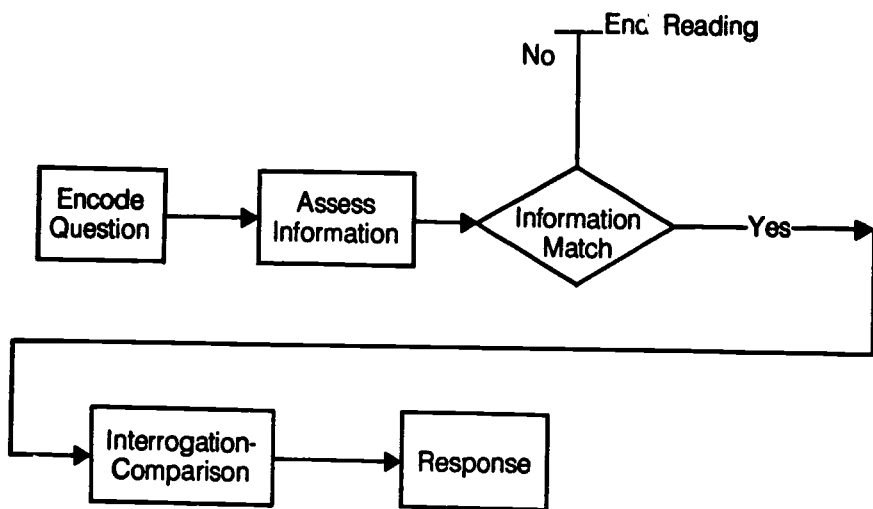 End Reading
No
Encode
Question
Assess
Information
Information
Match
Yes
Interrogation-
Comparison
Response